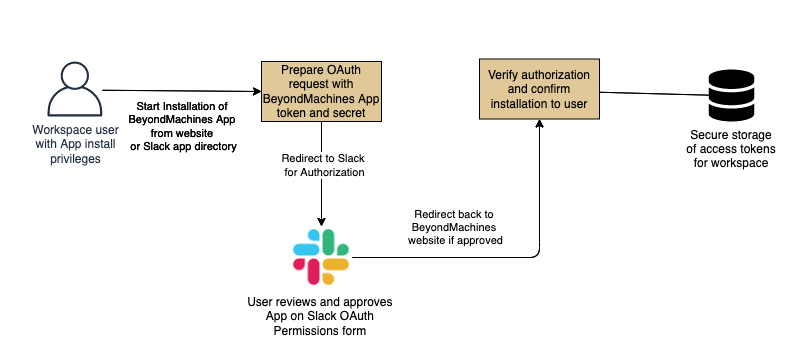 Workspace user
with App install
privileges
Start Installation of
BeyondMachines App
from website
or Slack app directory
Prepare OAuth
request with
BeyondMachines App
token and secret
Redirect to Slack
for Authorization
User reviews and approves
App on Slack OAuth
Permissions form
Redirect back to
BeyondMachines
website if approved
Verify authorization
and confirm
installation to user
Secure storage
of access tokens
for workspace